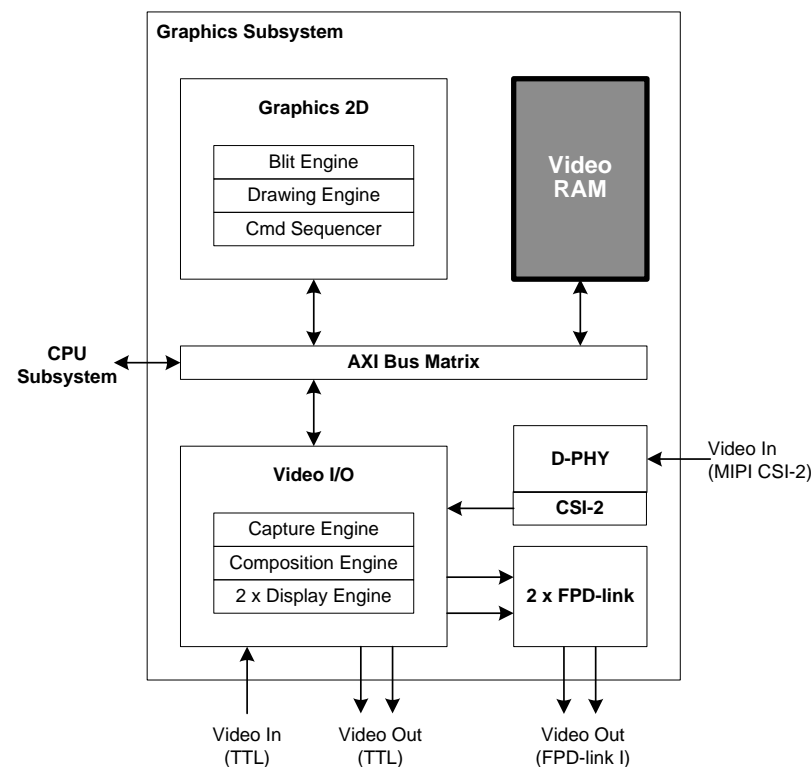 Graphics Subsystem
Graphics 2D
Blit Engine
Drawing Engine
Cmd Sequencer
Video
RAM
CPU
Subsystem
AXI Bus Matrix
Video I/O
Capture Engine
Composition Engine
2 x Display Engine
D-PHY
CSI-2
Video In
(MIPI CSI-2)
2 x FPD-link
Video In
(TTL)
Video Out
(TTL)
Video Out
(FPD-link I)